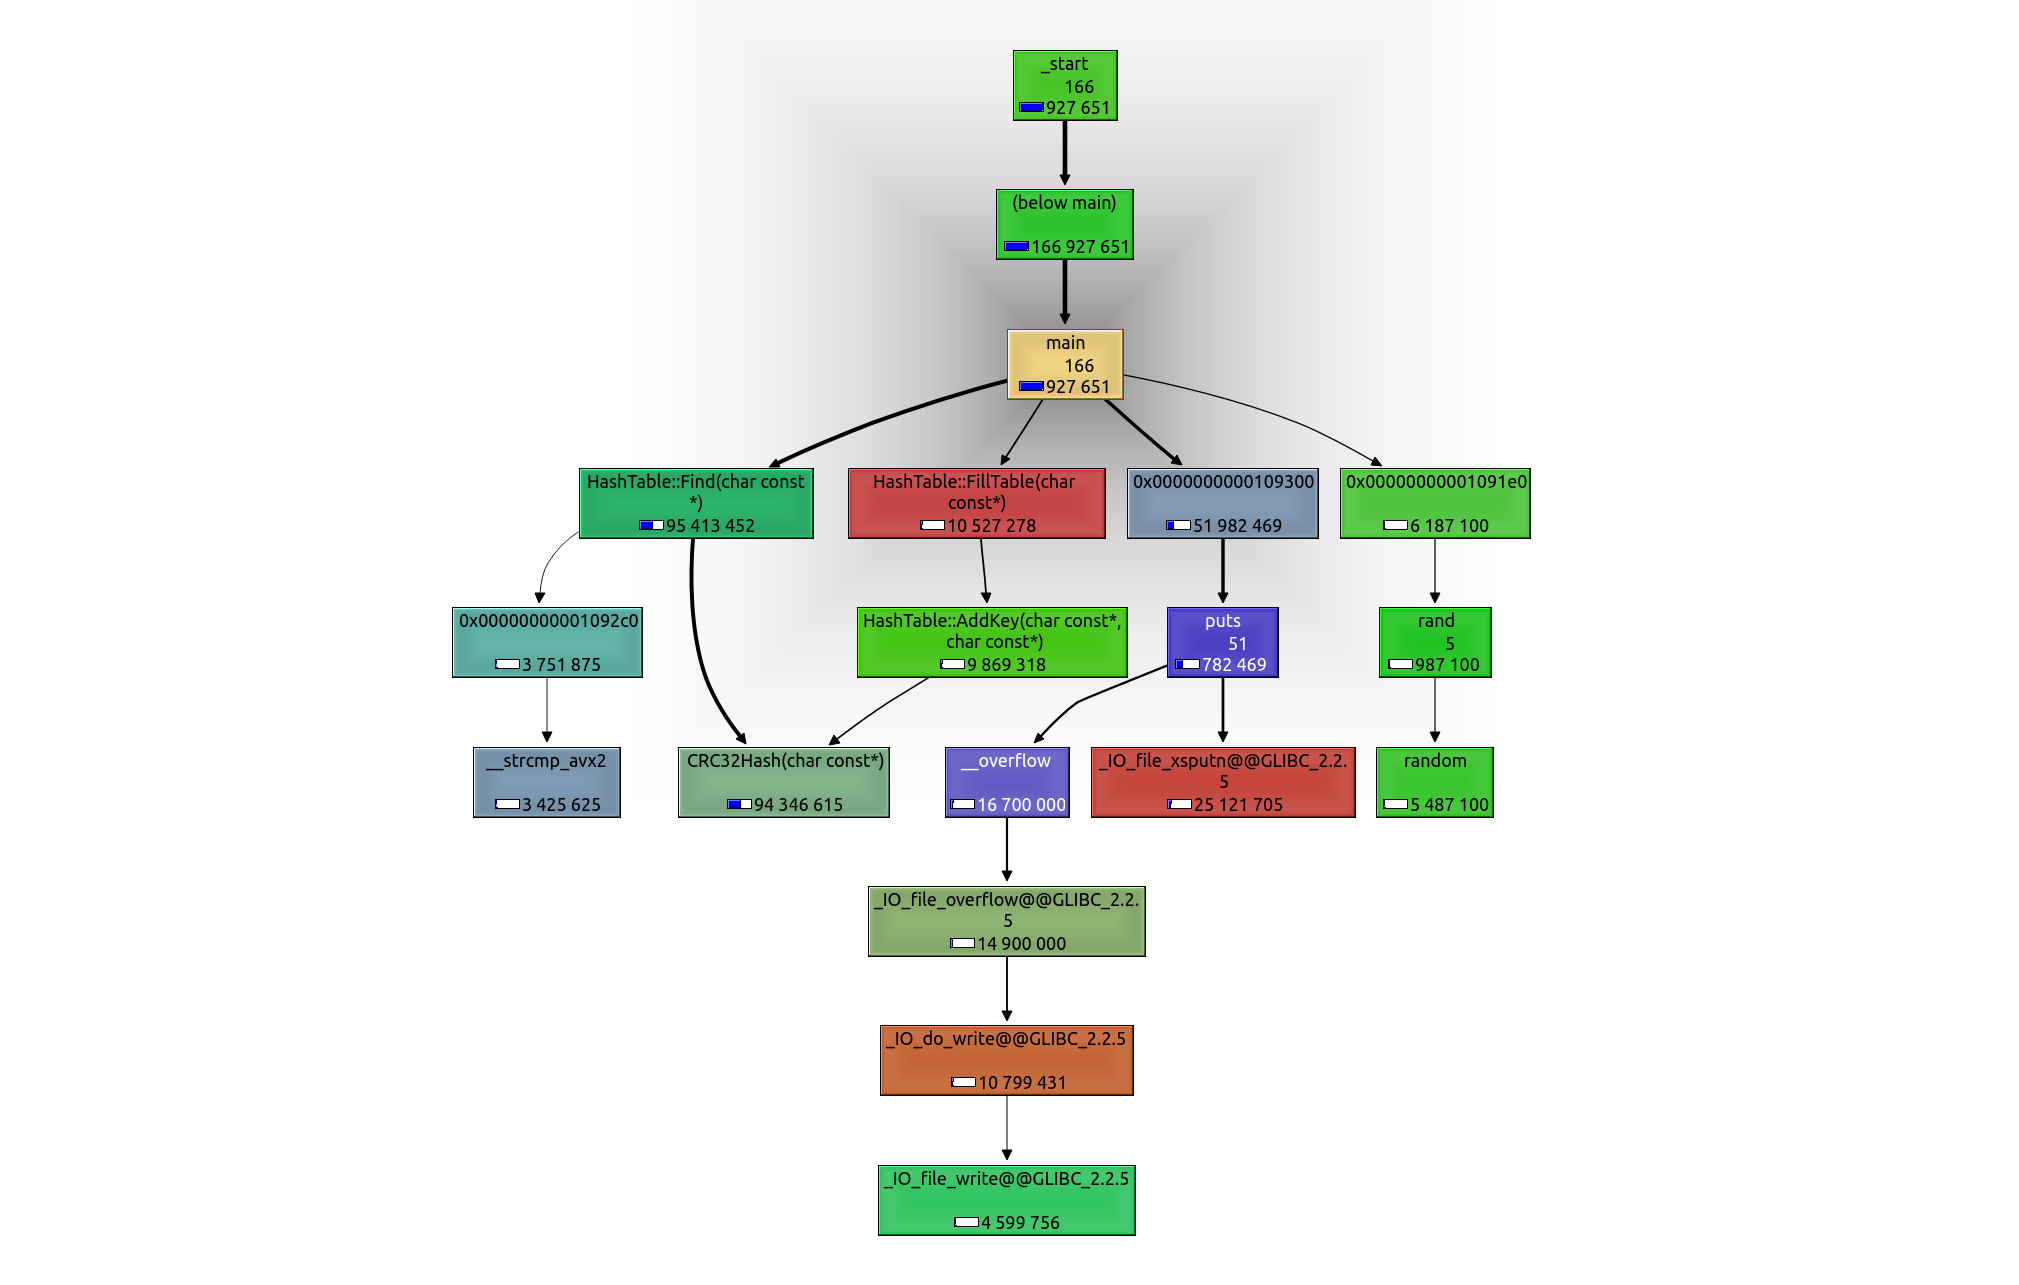 _start
166
927 651
(below main)
166 927 651
main
166
927 651
HashTable::Find(char const
*)
95 413 452
HashTable::FillTable(char
const*)
10 527 278
0x0000000000109300
51 982 469
0x00000000001091e0
6 187 100
0x00000000001092c0
3 751 875
HashTable::AddKey(char const*,
char const*)
9 869 318
puts
51
782 469
rand
5
987 100
__strcmp_avx2
3 425 625
CRC32Hash(char const*)
94 346 615
__overflow
16 700 000
_IO_file_xsputn@@GLIBC_2.2.
5
25 121 705
random
5 487 100
_IO_file_overflow@@GLIBC_2.2.
5
14 900 000
_IO_do_write@@GLIBC_2.2.5
10 799 431
_IO_file_write@@GLIBC_2.2.5
4 599 756